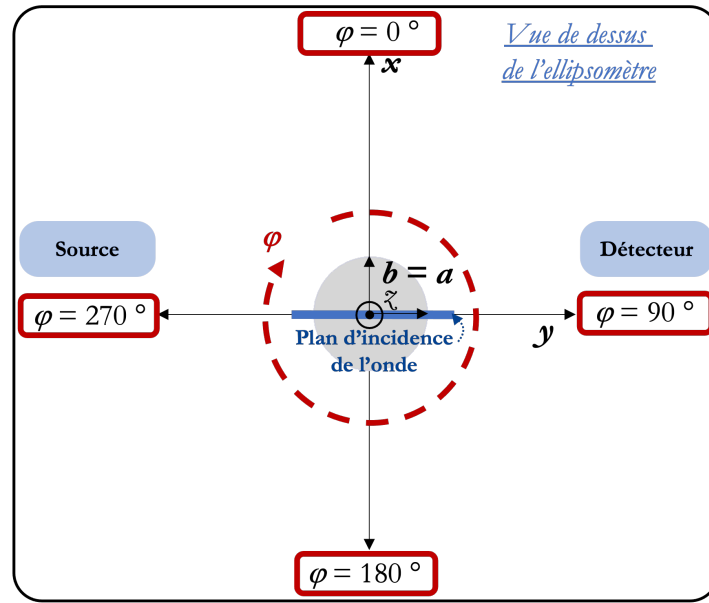 φ = 0 °
Vue de dessus
de l'ellipsomètre
x
Source
Détecteur
φ
b = a
z
φ = 270 °
φ = 90 °
y
Plan d'incidence
de l'onde
φ = 180 °